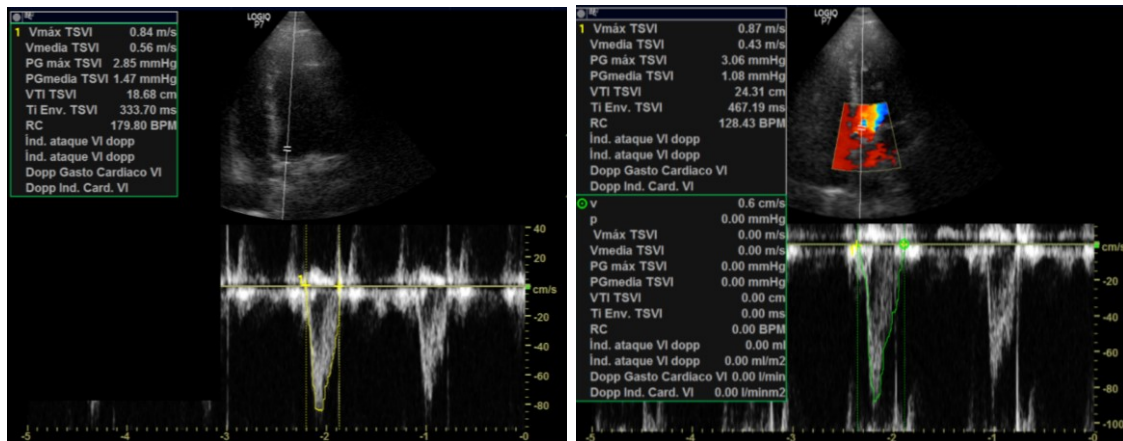 LOGIQ
P7
1 Vmáx TSVI 0.84 m/s
Vmedia TSVI 0.56 m/s
PG máx TSVI 2.85 mmHg
PGmedia TSVI 1.47 mmHg
VTI TSVI 18.68 cm
Ti Env. TSVI 333.70 ms
RC 179.80 BPM
Índ. ataque VI dopp
Índ. ataque VI dopp
Dopp Gasto Cardiaco VI
Dopp Ind. Card. VI
1
40
20
cm/s
-20
-40
-60
-80
-5 -4 -3 -2 -1 0
LOGIQ
P7
1 Vmáx TSVI 0.87 m/s
Vmedia TSVI 0.43 m/s
PG máx TSVI 3.06 mmHg
PGmedia TSVI 1.08 mmHg
VTI TSVI 24.31 cm
Ti Env. TSVI 467.19 ms
RC 128.43 BPM
Índ. ataque VI dopp
Índ. ataque VI dopp
Dopp Gasto Cardiaco VI
Dopp Ind. Card. VI
v 0.6 cm/s
p 0.00 mmHg
Vmáx TSVI 0.00 m/s
Vmedia TSVI 0.00 m/s
PG máx TSVI 0.00 mmHg
PGmedia TSVI 0.00 mmHg
VTI TSVI 0.00 cm
Ti Env. TSVI 0.00 ms
RC 0.00 BPM
Índ. ataque VI dopp 0.00 ml
Índ. ataque VI dopp 0.00 ml/m2
Dopp Gasto Cardiaco VI 0.00 l/min
Dopp Ind. Card. VI 0.00 l/minm2
cm/s
-20
-40
-60
-80
-100
-5 -4 -3 -2 -1 0